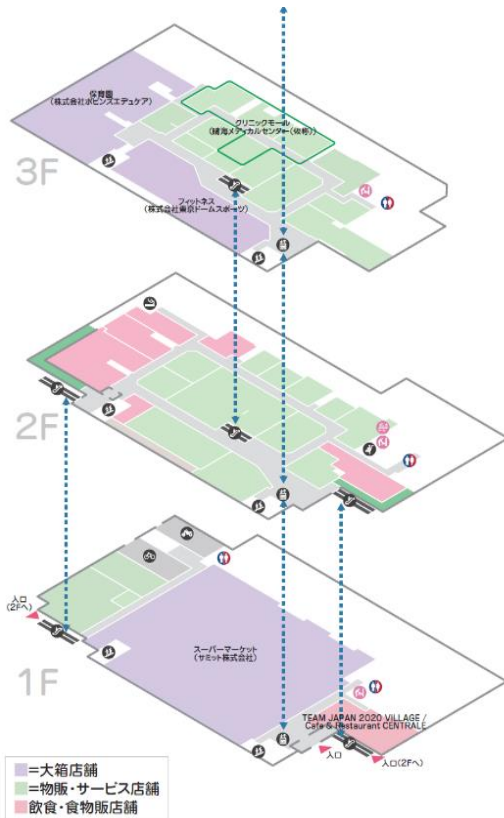 保育園
(株式会社ポピンズエデュケア)
クリニックモール
(晴海メディカルセンター(仮称))
3F
フィットネス
(株式会社東京ドームスポーツ)
2F
入口
(2Fへ)
スーパーマーケット
(サミット株式会社)
1F
TEAM JAPAN 2020 VILLAGE /
Cafe & Restaurant CENTRALE
入口
入口(2Fへ)
=大箱店舗
=物販・サービス店舗
飲食・食物販店舗